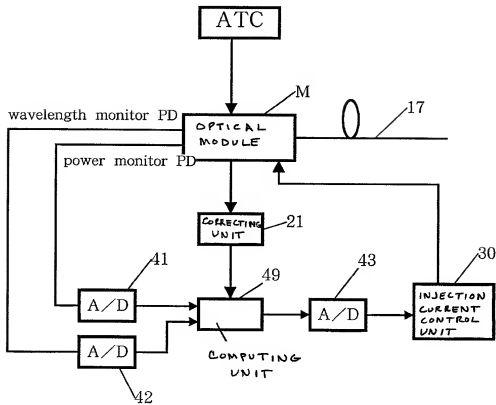 ATC
M
wavelength monitor PD
OPTICAL
MODULE
17
power monitor PD
CORRECTING
UNIT
21
41
49
43
30
A/D
A/D
INJECTION
CURRENT
CONTROL
UNIT
A/D
COMPUTING
UNIT
42